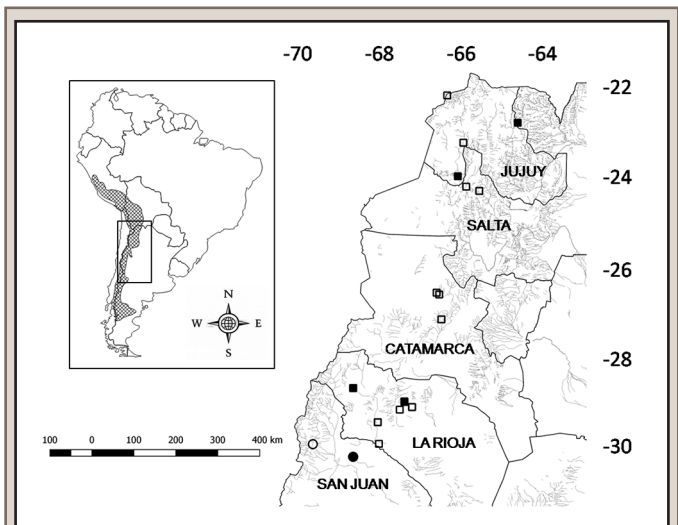 -70 -68 -66 -64
-22
JUJUY
-24
SALTA
-26
N
W E
S
CATAMARCA
-28
100 0 100 200 300 400 km
LA RIOJA
-30
SAN JUAN